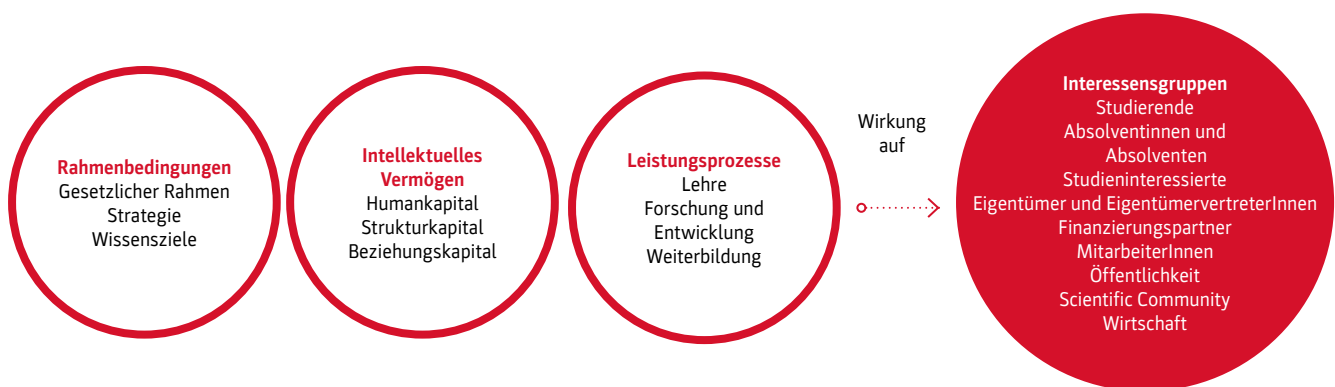 Rahmenbedingungen
Gesetzlicher Rahmen
Strategie
Wissensziele
Intellektuelles
Vermögen
Humankapital
Strukturkapital
Beziehungskapital
Leistungsprozesse
Lehre
Forschung und
Entwicklung
Weiterbildung
Wirkung
auf
Interessensgruppen
Studierende
Absolventinnen und
Absolventen
Studieninteressierte
Eigentümer und EigentümervertreterInnen
Finanzierungspartner
MitarbeiterInnen
Öffentlichkeit
Scientific Community
Wirtschaft